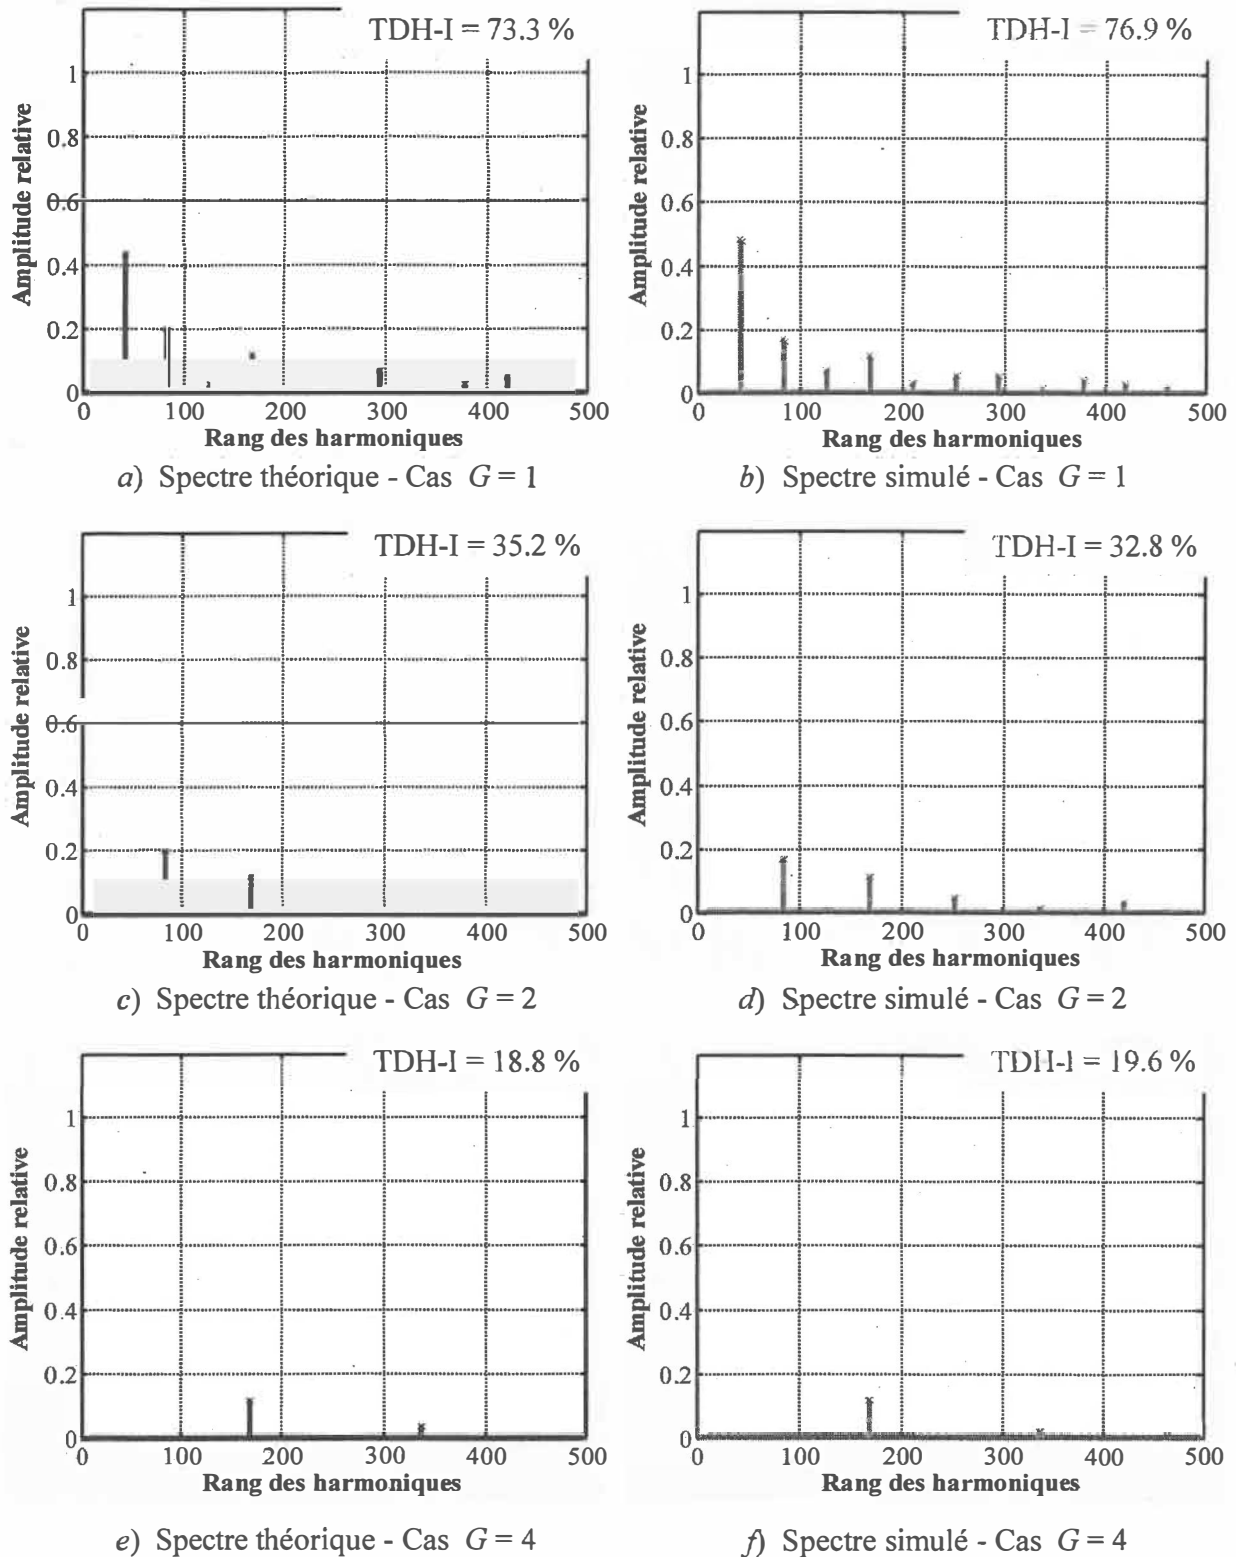 TDH-I = 73.3 %
Amplitude relative
1
0.8
0.6
0.4
0.2
0
0 100 200 300 400 500
Rang des harmoniques
a) Spectre théorique - Cas G = 1
TDH-I = 76.9 %
Amplitude relative
1
0.8
0.6
0.4
0.2
0
0 100 200 300 400 500
Rang des harmoniques
b) Spectre simulé - Cas G = 1
TDH-I = 35.2 %
Amplitude relative
1
0.8
0.6
0.4
0.2
0
0 100 200 300 400 500
Rang des harmoniques
c) Spectre théorique - Cas G = 2
TDH-I = 32.8 %
Amplitude relative
1
0.8
0.6
0.4
0.2
0
0 100 200 300 400 500
Rang des harmoniques
d) Spectre simulé - Cas G = 2
TDH-I = 18.8 %
Amplitude relative
1
0.8
0.6
0.4
0.2
0
0 100 200 300 400 500
Rang des harmoniques
e) Spectre théorique - Cas G = 4
TDH-I = 19.6 %
Amplitude relative
1
0.8
0.6
0.4
0.2
0
0 100 200 300 400 500
Rang des harmoniques
f) Spectre simulé - Cas G = 4